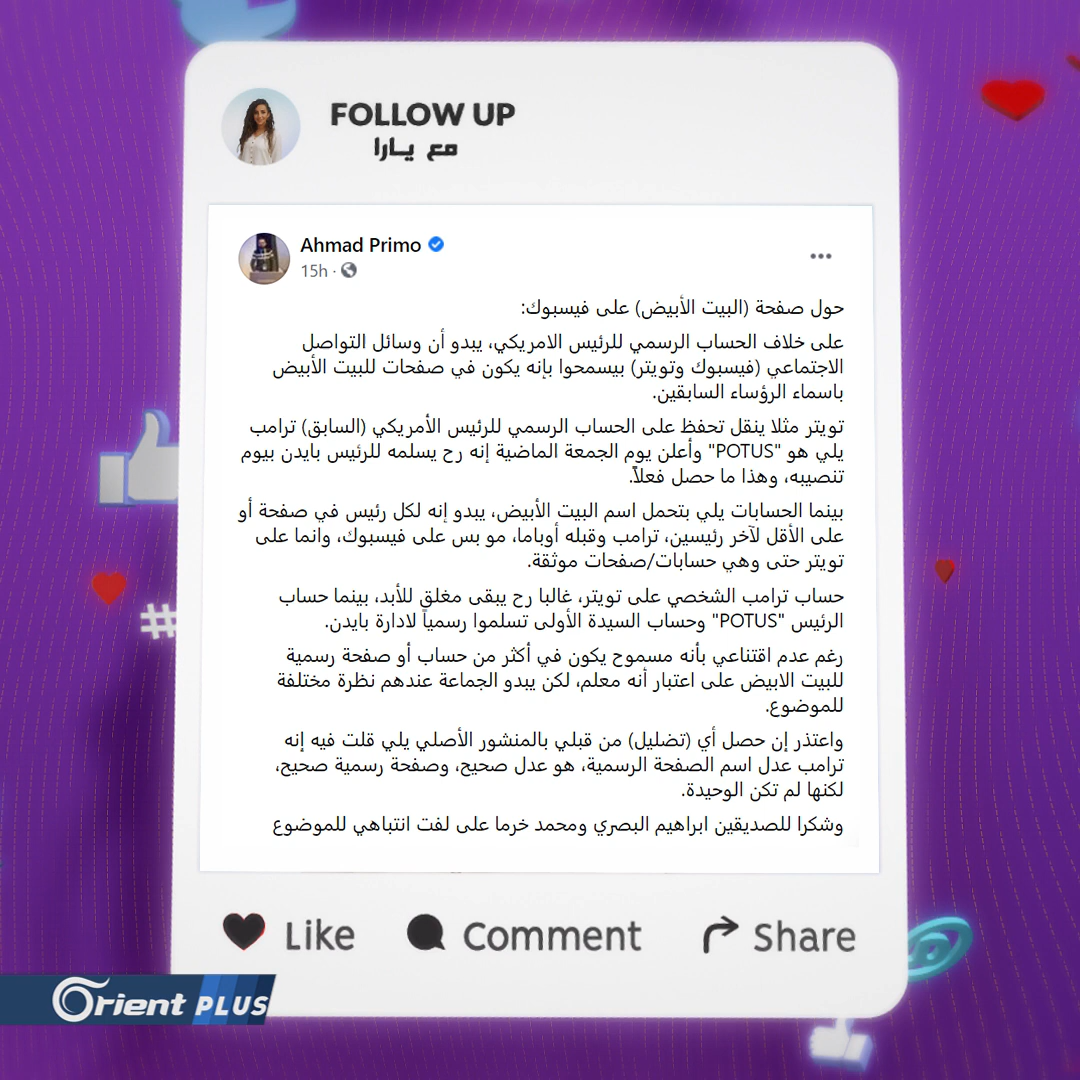 FOLLOW UP
مع يارا
Ahmad Primo
15h
حول صفحة (البيت الأبيض) على فيسبوك:
على خلاف الحساب الرسمي للرئيس الامريكي، يبدو أن وسائل التواصل
الاجتماعي (فيسبوك وتويتر) بيسمحوا بإنه يكون في صفحات للبيت الأبيض
باسماء الرؤساء السابقين.
تويتر مثلا ينقل تحفظ على الحساب الرسمي للرئيس الأمريكي (السابق) ترامب
يلي هو "POTUS" وأعلن يوم الجمعة الماضية إنه رح يسلمه للرئيس بايدن بيوم
تنصيبه، وهذا ما حصل فعلاً.
بينما الحسابات يلي بتحمل اسم البيت الأبيض، يبدو إنه لكل رئيس في صفحة أو
على الأقل لآخر رئيسين، ترامب وقبله أوباما، مو بس على فيسبوك، وانما على
تويتر حتى وهي حسابات/صفحات موثقة.
حساب ترامب الشخصي على تويتر، غالبا رح يبقى مغلق للأبد، بينما حساب
الرئيس "POTUS" وحساب السيدة الأولى تسلموا رسمياً لادارة بايدن.
رغم عدم اقتناعي بأنه مسموح يكون في أكثر من حساب أو صفحة رسمية
للبيت الابيض على اعتبار أنه معلم، لكن يبدو الجماعة عندهم نظرة مختلفة
للموضوع.
واعتذر إن حصل أي (تضليل) من قبلي بالمنشور الأصلي يلي قلت فيه إنه
ترامب عدل اسم الصفحة الرسمية، هو عدل صحيح، وصفحة رسمية صحيح،
لكنها لم تكن الوحيدة.
وشكرا للصديقين ابراهيم البصري ومحمد خرما على لفت انتباهي للموضوع
Like
Comment
Share
Orient PLUS
#